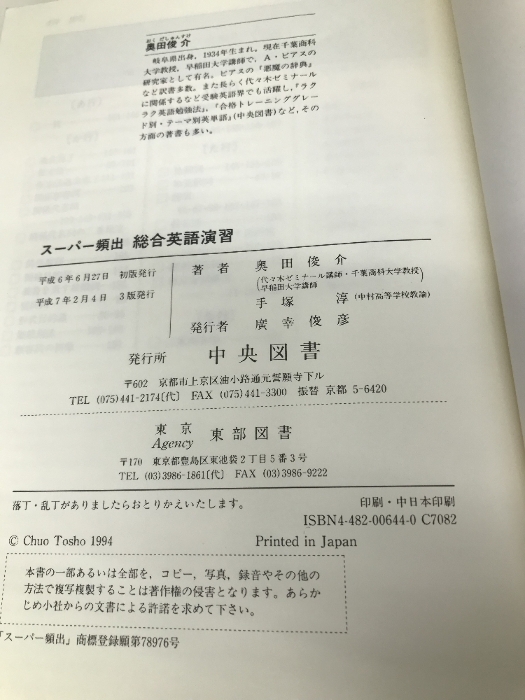 おく だしゅんすけ
奥田俊介
岐阜県出身，1934年生まれ。現在千葉商科
大学教授，早稲田大学講師で，A・ビアスの
研究家として有名。ビアスの『悪魔の辞典』
など訳書多数。また長らく代々木ゼミナール
に関係するなど受験英語界でも活躍し，『ラク
ラク英語勉強法』，『合格トレーニンググレー
ド別・テーマ別英単語』(中央図書)など，その
方面の著書も多い。
スーパー頻出 総合英語演習
平成6年6月27日 初版発行
平成7年2月4日 3版発行
著者 奥田俊介
(代々木ゼミナール講師・千葉商科大学教授
早稲田大学講師)
手塚 淳(中村高等学校教諭)
発行者 廣幸俊彦
発行所 中央図書
〒602 京都市上京区油小路通元誓願寺下ル
TEL (075)441-2174[代] FAX (075)441-3300 振替 京都 5-6420
東京
Agency 東部図書
〒170 東京都豊島区東池袋2丁目5番3号
TEL (03)3986-1861[代] FAX (03)3986-9222
落丁・乱丁がありましたらおとりかえいたします。
印刷・中日本印刷
ISBN4-482-00644-0 C7082
© Chuo Tosho 1994 Printed in Japan
本書の一部あるいは全部を，コピー，写真，録音やその他の
方法で複写複製することは著作権の侵害となります。あらか
じめ小社からの文書による許諾を求めて下さい。
「スーパー頻出」商標登録願第78976号